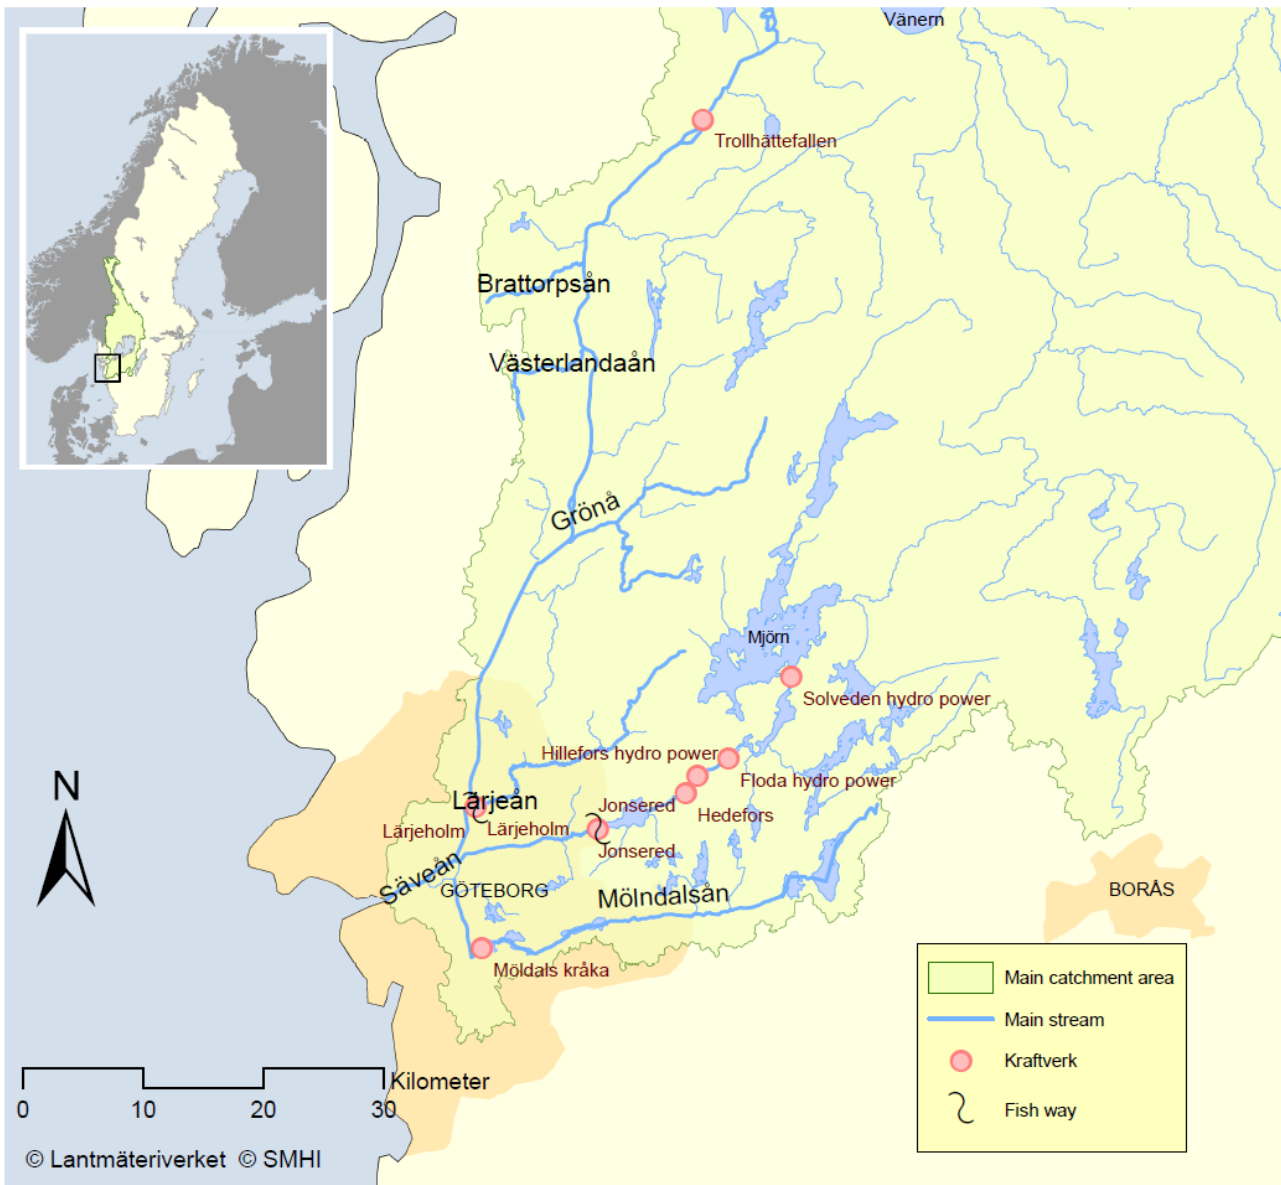 Vänern
Trollhättefallen
Brattorpsån
Västerlandaån
Grönå
Mjörn
Solveden hydro power
Hillefors hydro power
Floda hydro power
Lärjeån
Jonsered
Hedefors
Lärjeholm
Lärjeholm
Jonsered
Säveån
GÖTEBORG
Mölndalsån
BORÅS
Möldals kråka
N
Main catchment area
Main stream
Kraftverk
Fish way
Kilometer
0 10 20 30
© Lantmäteriverket © SMHI